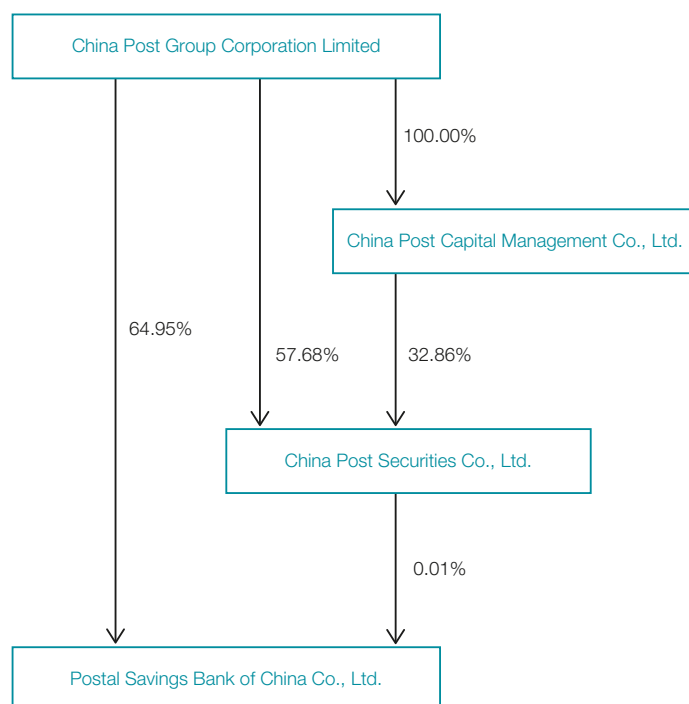 China Post Group Corporation Limited
100.00%
China Post Capital Management Co., Ltd.
64.95%
57.68%
32.86%
China Post Securities Co., Ltd.
0.01%
Postal Savings Bank of China Co., Ltd.